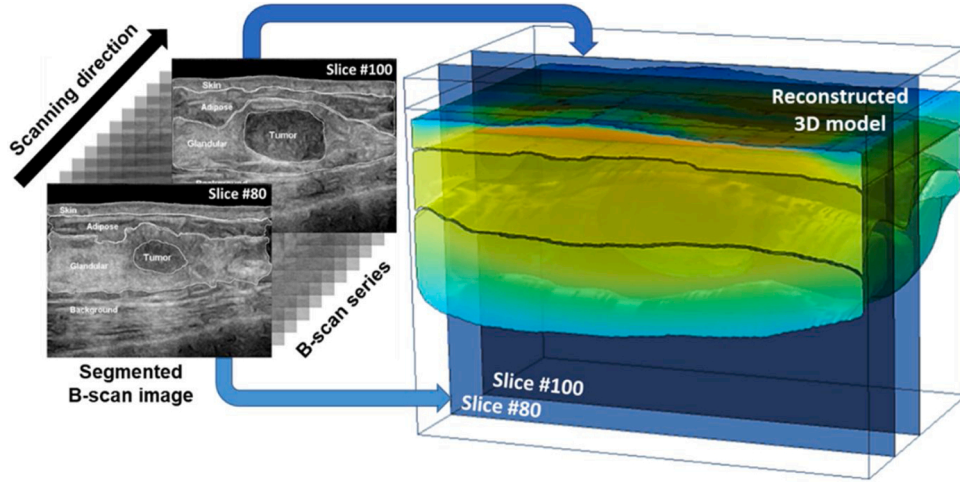 Scanning direction
Slice #100
Skin
Adipose
Tumor
Glandular
Background
Slice #80
Skin
Adipose
Tumor
Glandular
Background
B-scan series
Segmented
B-scan image
Reconstructed
3D model
Slice #100
Slice #80